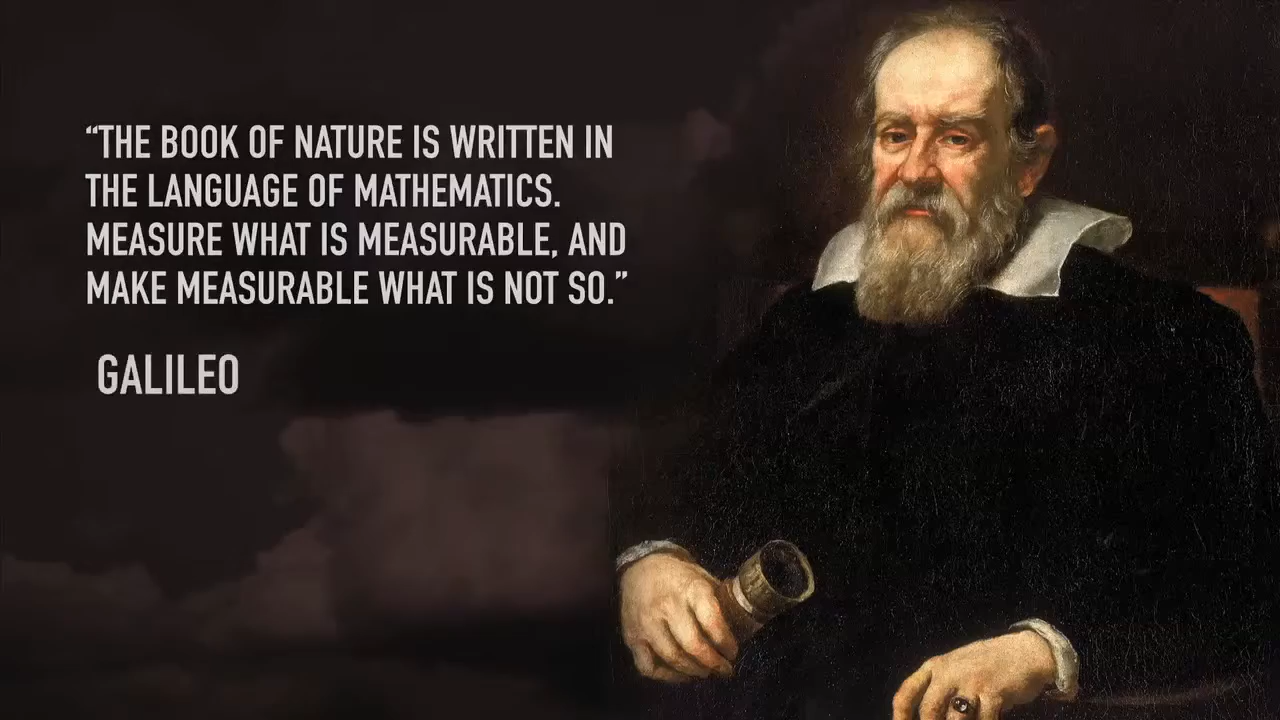 “THE BOOK OF NATURE IS WRITTEN IN
THE LANGUAGE OF MATHEMATICS.
MEASURE WHAT IS MEASURABLE, AND
MAKE MEASURABLE WHAT IS NOT SO.”
GALILEO